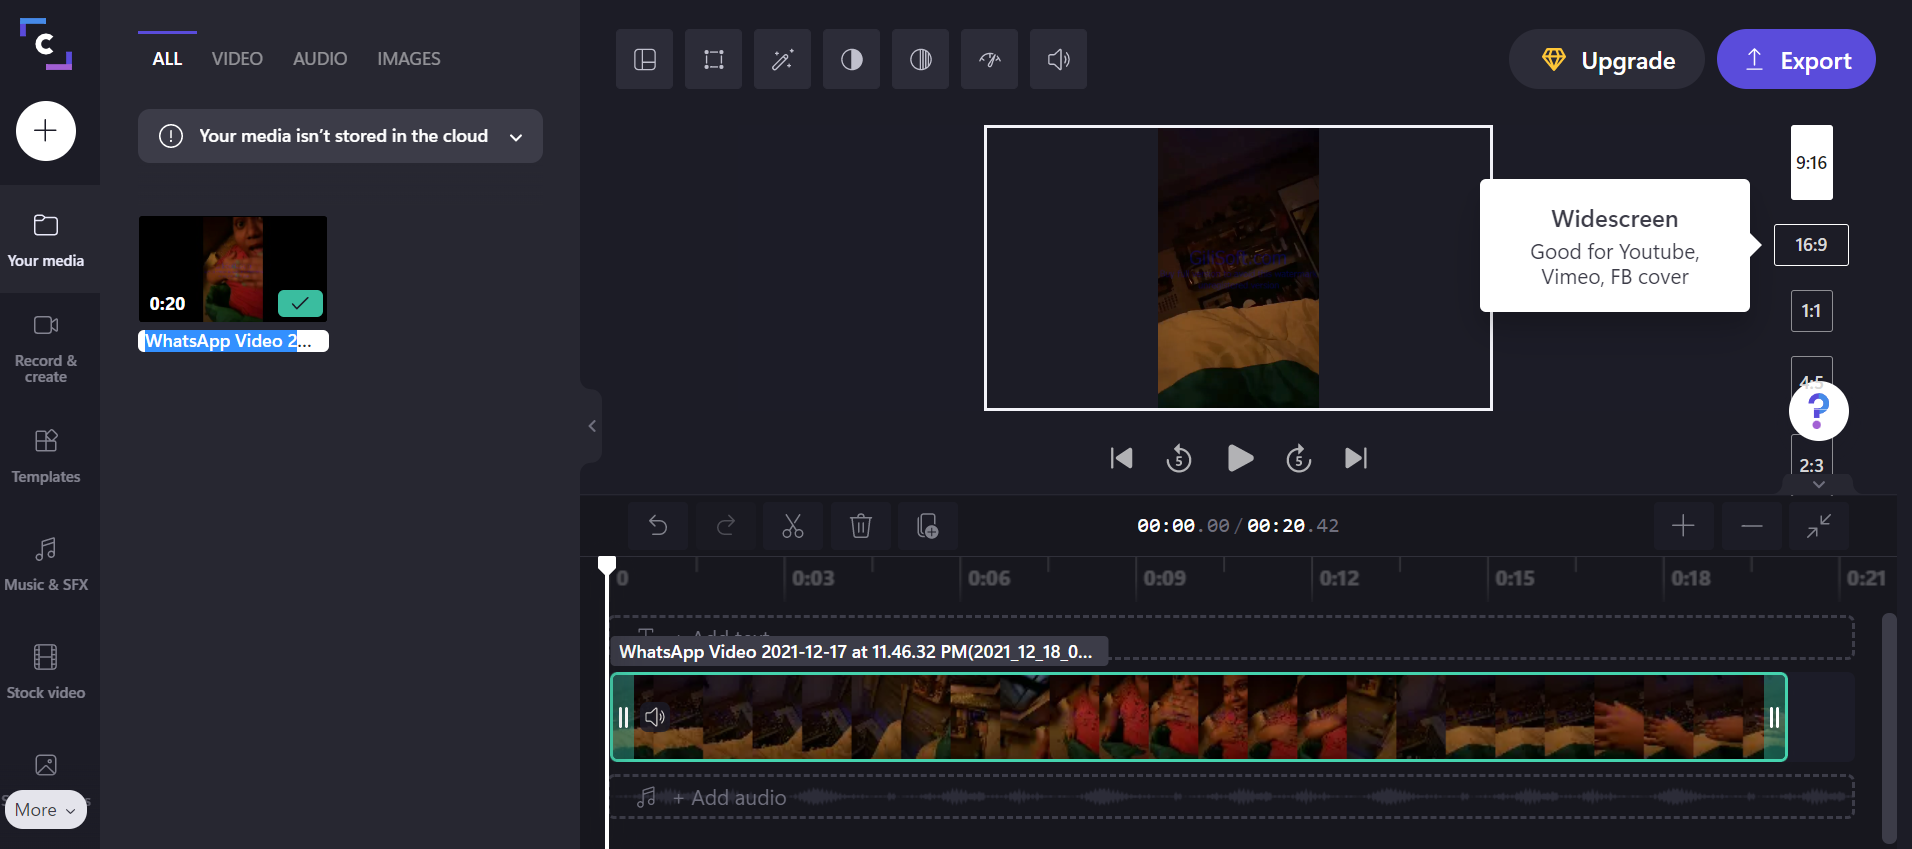 ALL VIDEO AUDIO IMAGES
Upgrade
Export
Your media isn't stored in the cloud
0:20
WhatsApp Video 2...
Your media
Record &
create
Templates
Music & SFX
Stock video
More
9:16
Widescreen
Good for Youtube,
Vimeo, FB cover
16:9
1:1
4:5
2:3
5
5
00:00.00/00:20.42
0 0:03 0:06 0:09 0:12 0:15 0:18 0:21
+ Add text
WhatsApp Video 2021-12-17 at 11.46.32 PM(2021_12_18_0...
+ Add audio